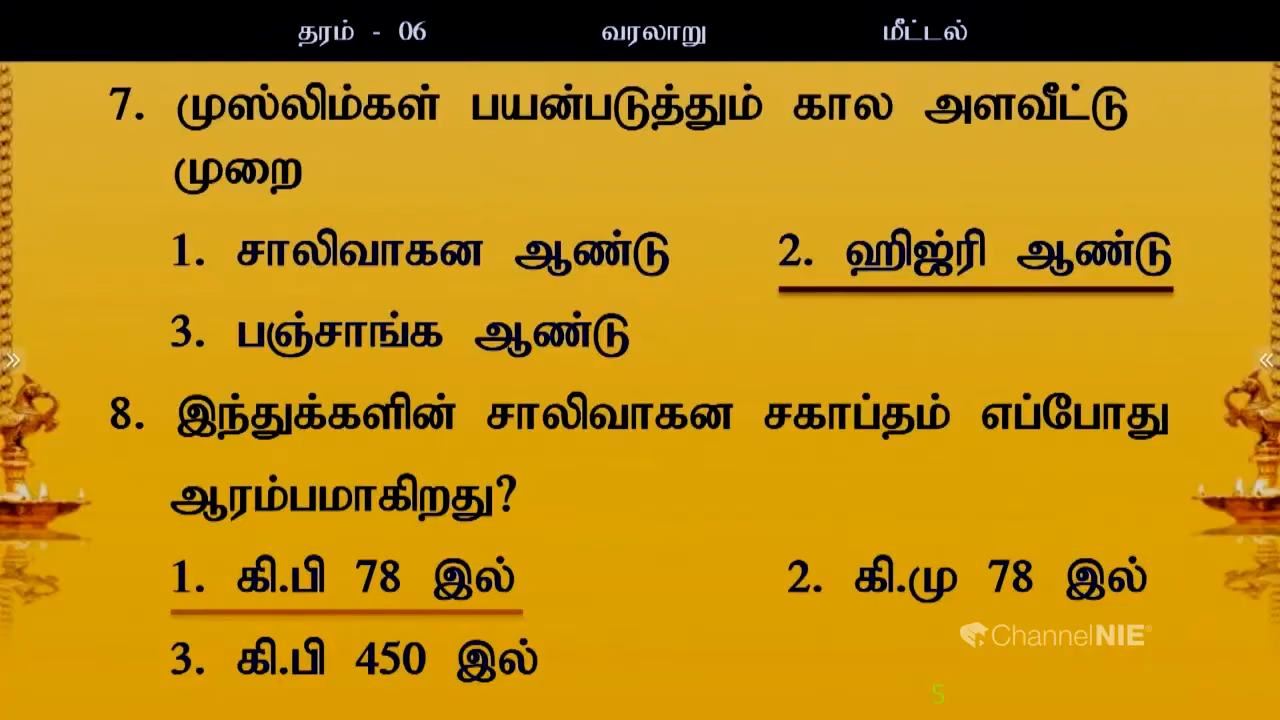 தரம் - 06 வரலாறு மீட்டல்
7. முஸ்லிம்கள் பயன்படுத்தும் கால அளவீட்டு
முறை
1. சாலிவாகன ஆண்டு 2. ஹிஜ்ரி ஆண்டு
3. பஞ்சாங்க ஆண்டு
8. இந்துக்களின் சாலிவாகன சகாப்தம் எப்போது
ஆரம்பமாகிறது?
1. கி.பி 78 இல் 2. கி.மு 78 இல்
ChannelNIE
3. கி.பி 450 இல்
5